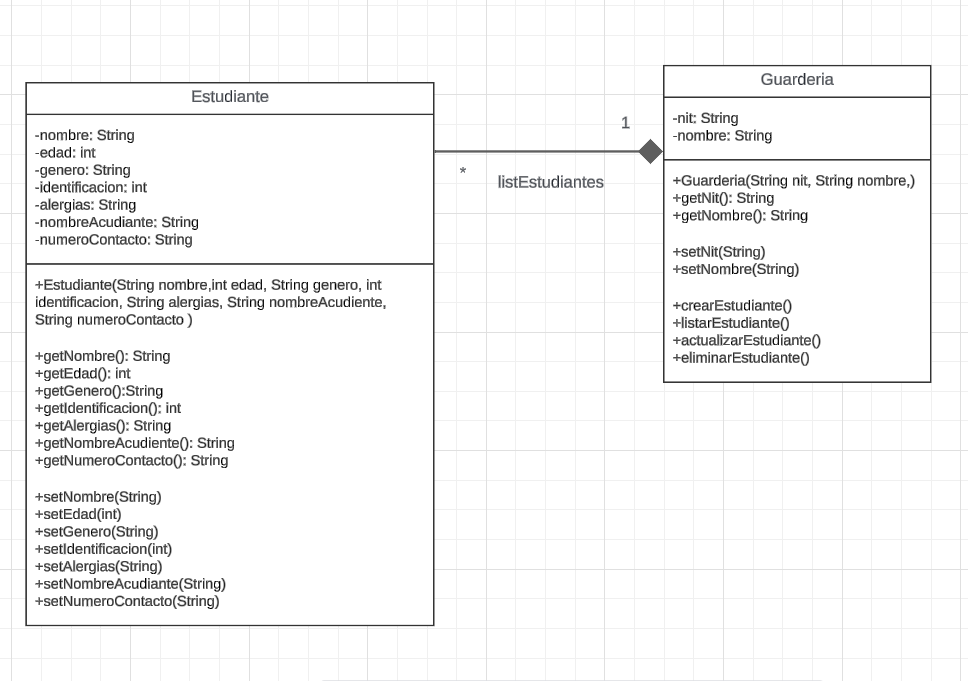 Estudiante
-nombre: String
-edad: int
-genero: String
-identificacion: int
-alergias: String
-nombreAcudiante: String
-numeroContacto: String
+Estudiante(String nombre,int edad, String genero, int
identificacion, String alergias, String nombreAcudiente,
String numeroContacto )
+getNombre(): String
+getEdad(): int
+getGenero():String
+getIdentificacion(): int
+getAlergias(): String
+getNombreAcudiente(): String
+getNumeroContacto(): String
+setNombre(String)
+setEdad(int)
+setGenero(String)
+setIdentificacion(int)
+setAlergias(String)
+setNombreAcudiante(String)
+setNumeroContacto(String)
1
*
listEstudiantes
Guarderia
-nit: String
-nombre: String
+Guarderia(String nit, String nombre,)
+getNit(): String
+getNombre(): String
+setNit(String)
+setNombre(String)
+crearEstudiante()
+listarEstudiante()
+actualizarEstudiante()
+eliminarEstudiante()